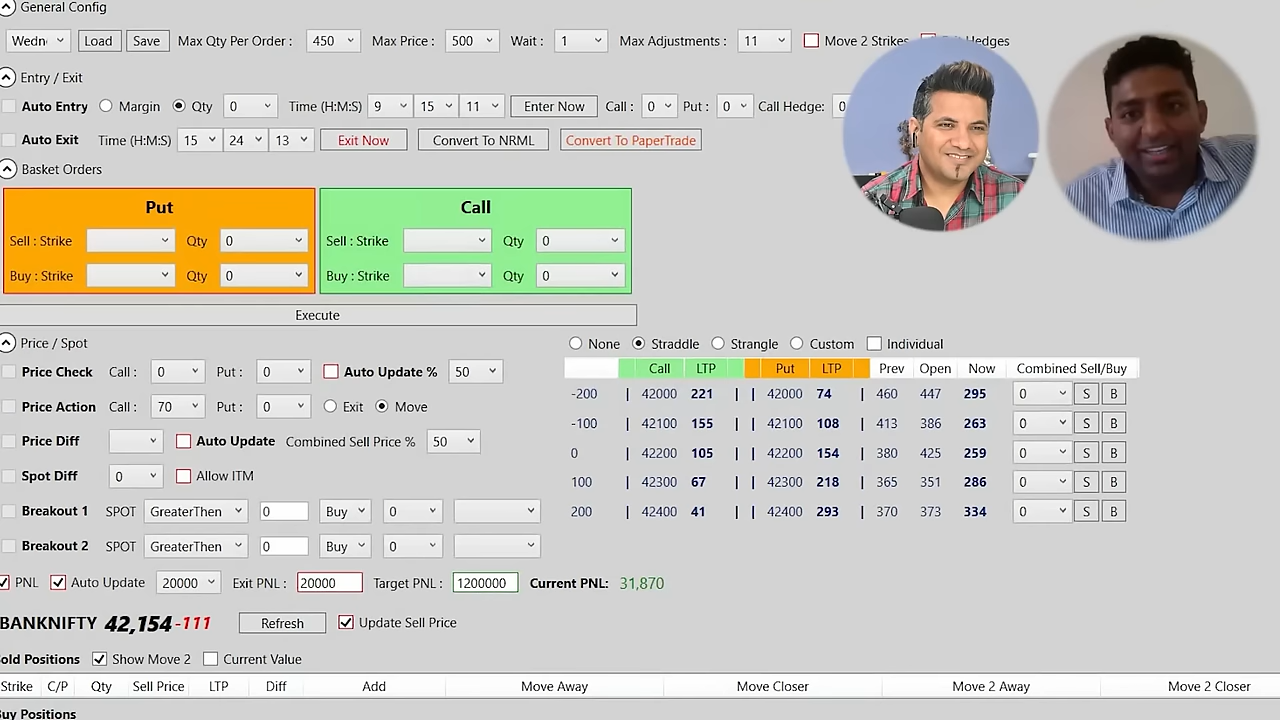 General Config
Wedn Load Save Max Qty Per Order : 450 Max Price : 500 Wait : 1 Max Adjustments : 11 Move 2 Strikes Hedges
Entry / Exit
Auto Entry Margin Qty 0 Time (H:M:S) 9 15 11 Enter Now Call : 0 Put : 0 Call Hedge: 0
Auto Exit Time (H:M:S) 15 24 13 Exit Now Convert To NRML Convert To PaperTrade
Basket Orders
Put Call
Sell : Strike Qty 0 Sell : Strike Qty 0
Buy : Strike Qty 0 Buy : Strike Qty 0
Execute
Price / Spot None Straddle Strangle Custom Individual
Call LTP Put LTP Prev Open Now Combined Sell/Buy
Price Check Call : 0 Put : 0 Auto Update % 50
-200 | 42000 221 | | 42000 74 | 460 447 295 0 S B
Price Action Call : 70 Put : 0 Exit Move
-100 | 42100 155 | | 42100 108 | 413 386 263 0 S B
Price Diff Auto Update Combined Sell Price % 50
0 | 42200 105 | | 42200 154 | 380 425 259 0 S B
Spot Diff 0 Allow ITM
100 | 42300 67 | | 42300 218 | 365 351 286 0 S B
Breakout 1 SPOT GreaterThen 0 Buy 0
200 | 42400 41 | | 42400 293 | 370 373 334 0 S B
Breakout 2 SPOT GreaterThen 0 Buy 0
PNL Auto Update 20000 Exit PNL : 20000 Target PNL : 1200000 Current PNL: 31,870
BANKNIFTY 42,154 -111 Refresh Update Sell Price
old Positions Show Move 2 Current Value
Strike C/P Qty Sell Price LTP Diff Add Move Away Move Closer Move 2 Away Move 2 Closer
Buy Positions